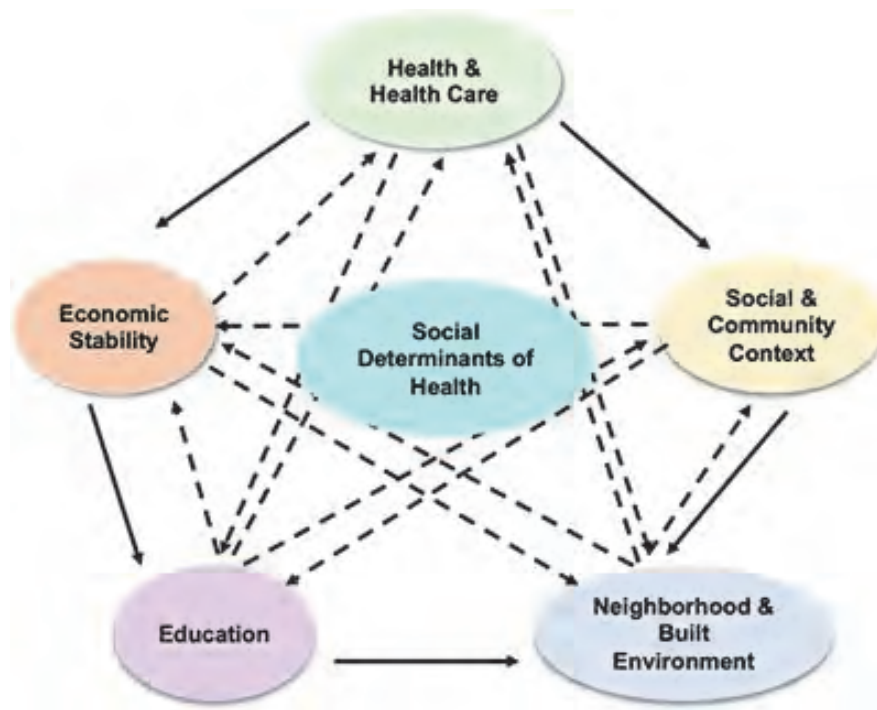 Health &
Health Care
Economic
Stability
Social
Determinants of
Health
Social &
Community
Context
Education
Neighborhood &
Built
Environment